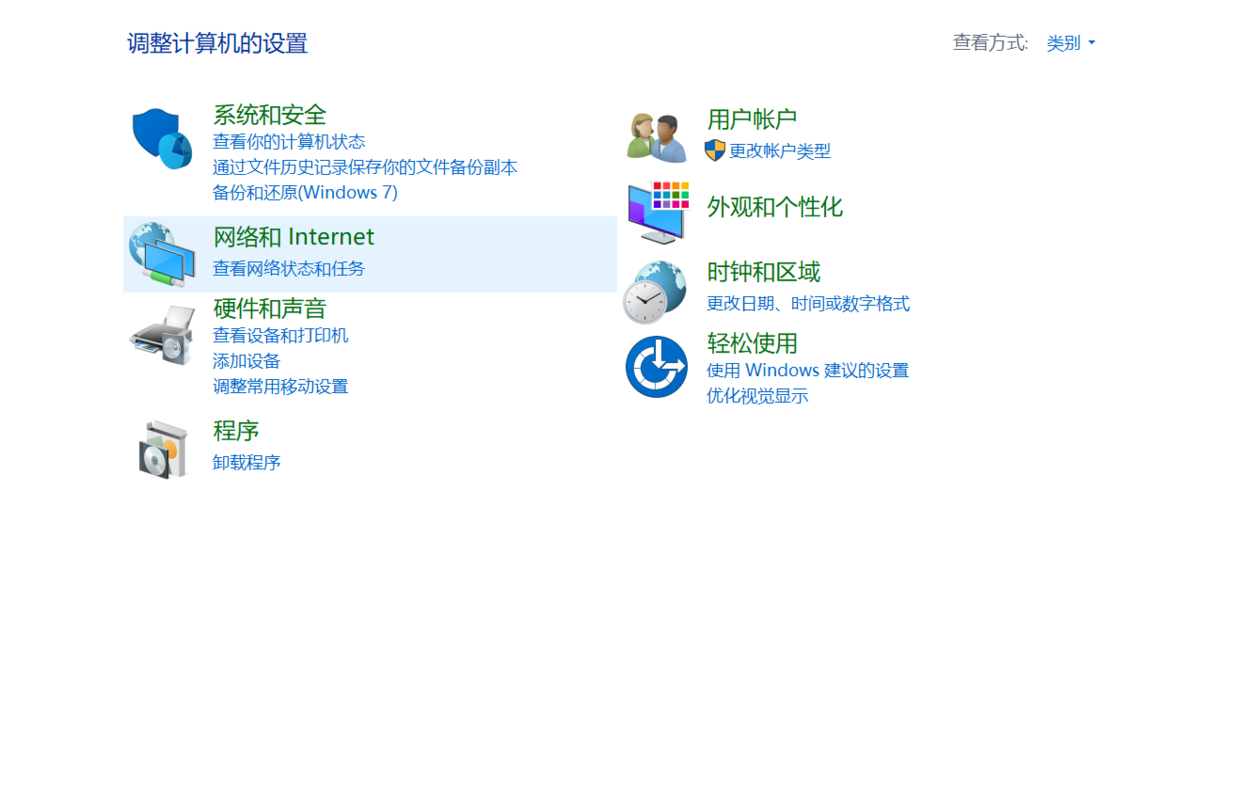 调整计算机的设置
查看方式: 类别
系统和安全
查看你的计算机状态
通过文件历史记录保存你的文件备份副本
备份和还原(Windows 7)
网络和 Internet
查看网络状态和任务
硬件和声音
查看设备和打印机
添加设备
调整常用移动设置
程序
卸载程序
用户帐户
更改帐户类型
外观和个性化
时钟和区域
更改日期、时间或数字格式
轻松使用
使用 Windows 建议的设置
优化视觉显示